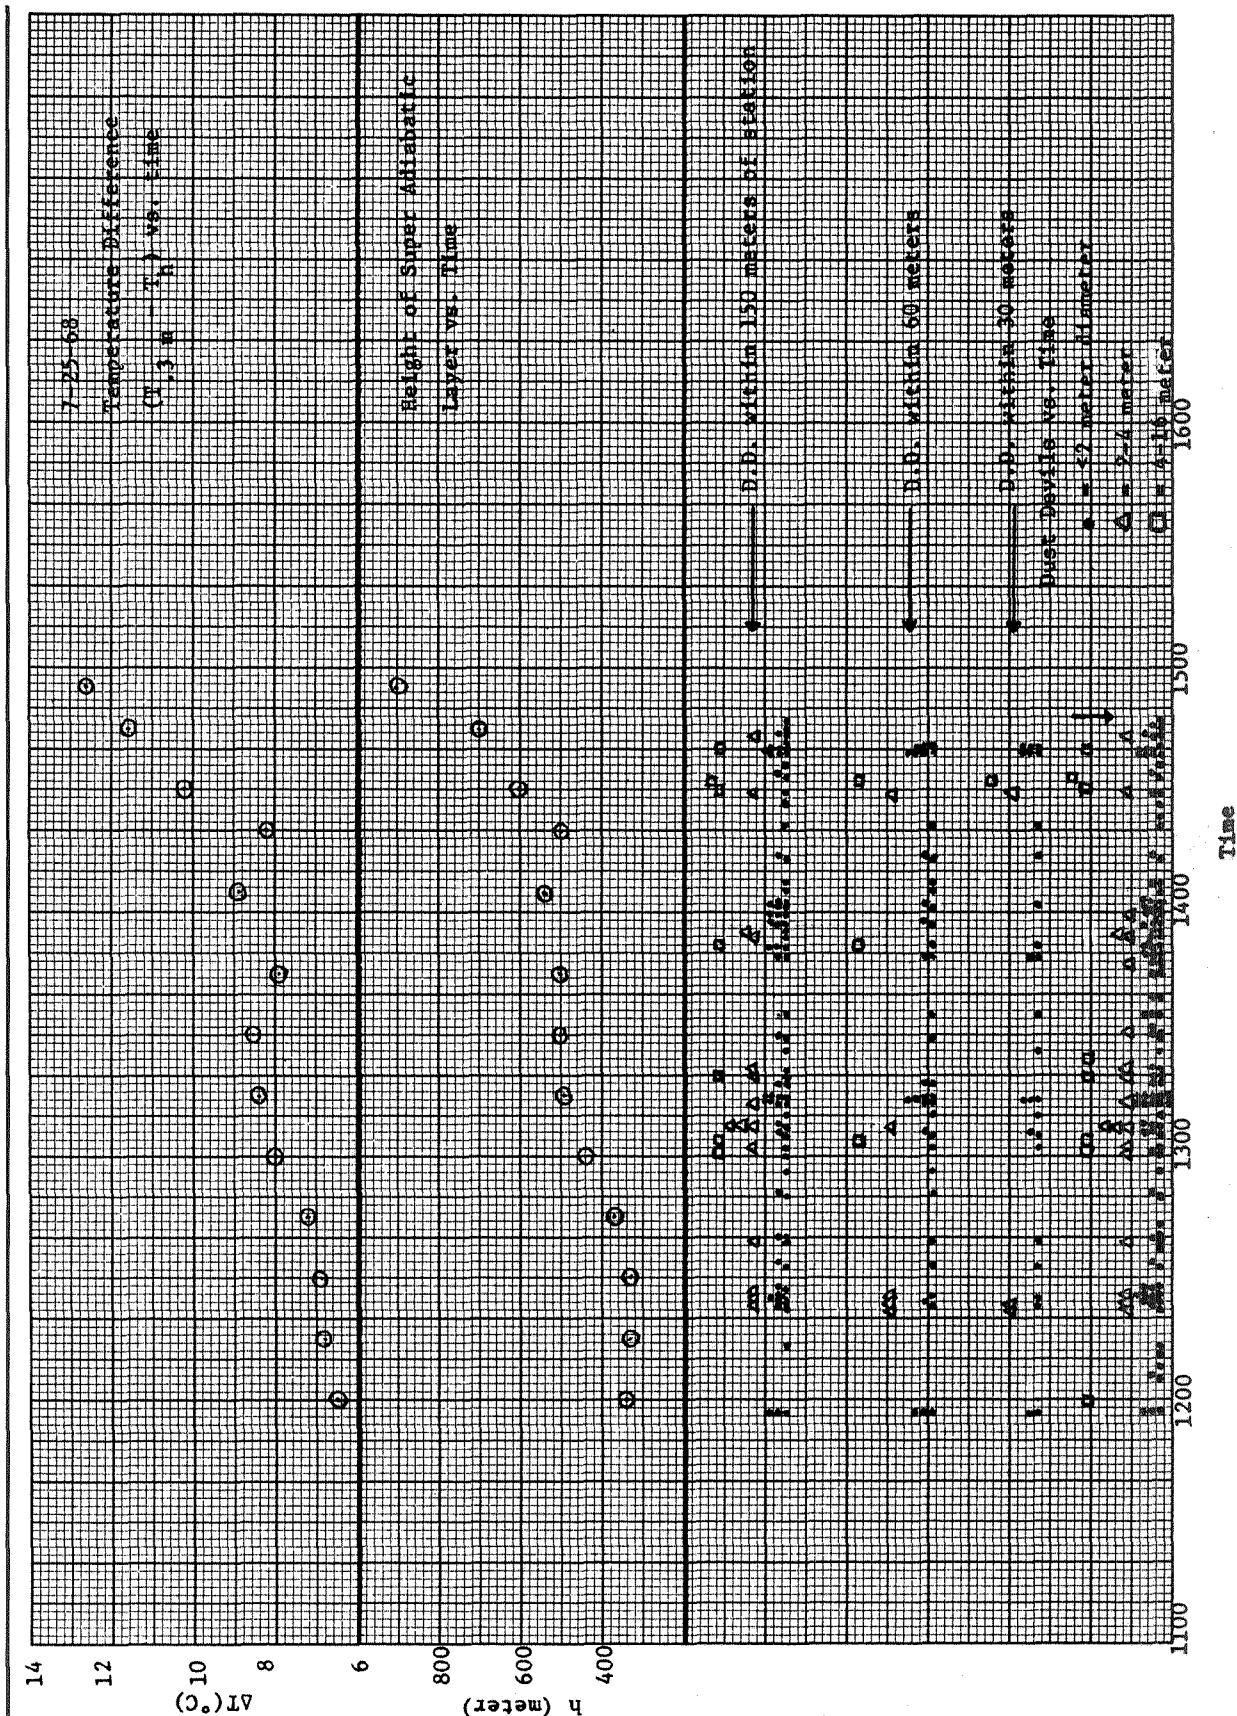 7-25-68
Temperature Difference
(T.3 m - Th) vs. time
Height of Super Adiabatic
Layer vs. Time
D.D. within 150 meters of station
D.D. within 60 meters
D.D. within 30 meters
Dust Devils vs. Time
● = <2 meter diameter
△ = 2-4 meter
□ = 4-16 meter
14
12
10
8
6
ΔT(°C)
800
600
400
h (meter)
1100
1200
1300
1400
1500
1600
Time